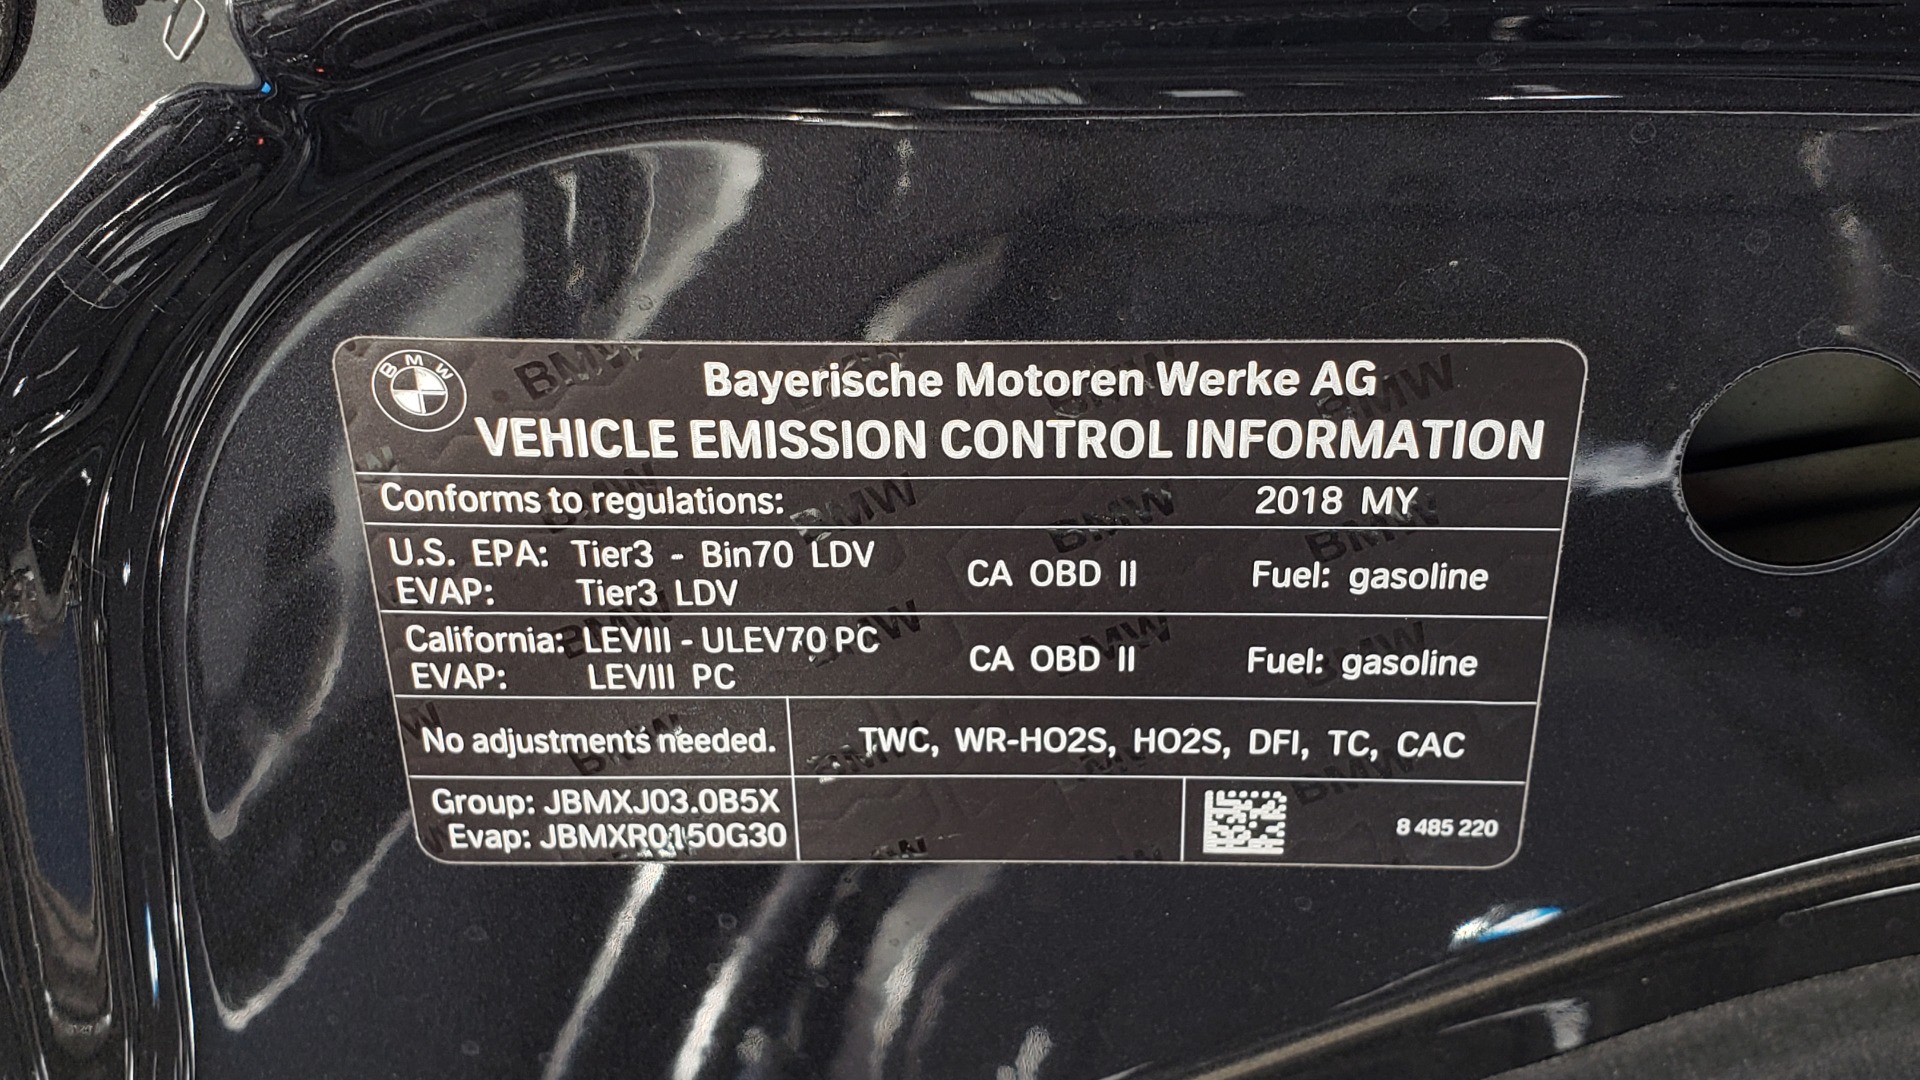 BMW
Bayerische Motoren Werke AG
VEHICLE EMISSION CONTROL INFORMATION
Conforms to regulations: 2018 MY
U.S. EPA: Tier3 - Bin70 LDV
EVAP: Tier3 LDV
CA OBD II Fuel: gasoline
California: LEVIII - ULEV70 PC
EVAP: LEVIII PC
CA OBD II Fuel: gasoline
No adjustments needed. TWC, WR-HO2S, HO2S, DFI, TC, CAC
Group: JBMXJ03.0B5X
Evap: JBMXR0150G30
8 485 220